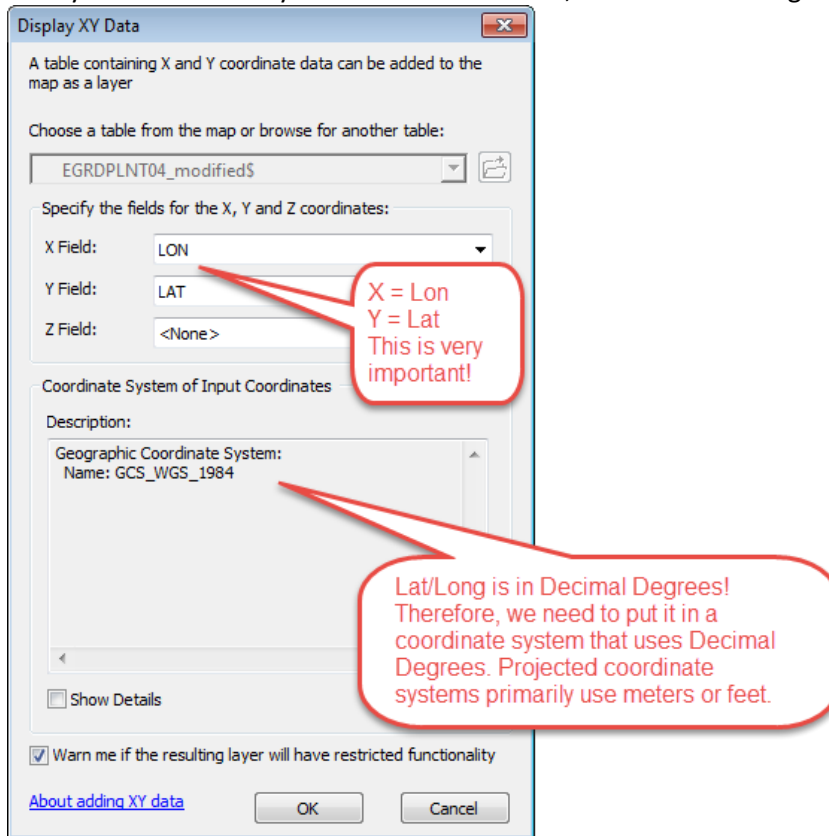 Display XY Data
A table containing X and Y coordinate data can be added to the
map as a layer
Choose a table from the map or browse for another table:
EGRDPLNT04_modified$
Specify the fields for the X, Y and Z coordinates:
X Field:
LON
Y Field:
LAT
Z Field:
<None>
X = Lon
Y = Lat
This is very
important!
Coordinate System of Input Coordinates
Description:
Geographic Coordinate System:
Name: GCS_WGS_1984
Lat/Long is in Decimal Degrees!
Therefore, we need to put it in a
coordinate system that uses Decimal
Degrees. Projected coordinate
systems primarily use meters or feet.
Show Details
Warn me if the resulting layer will have restricted functionality
About adding XY data
OK
Cancel